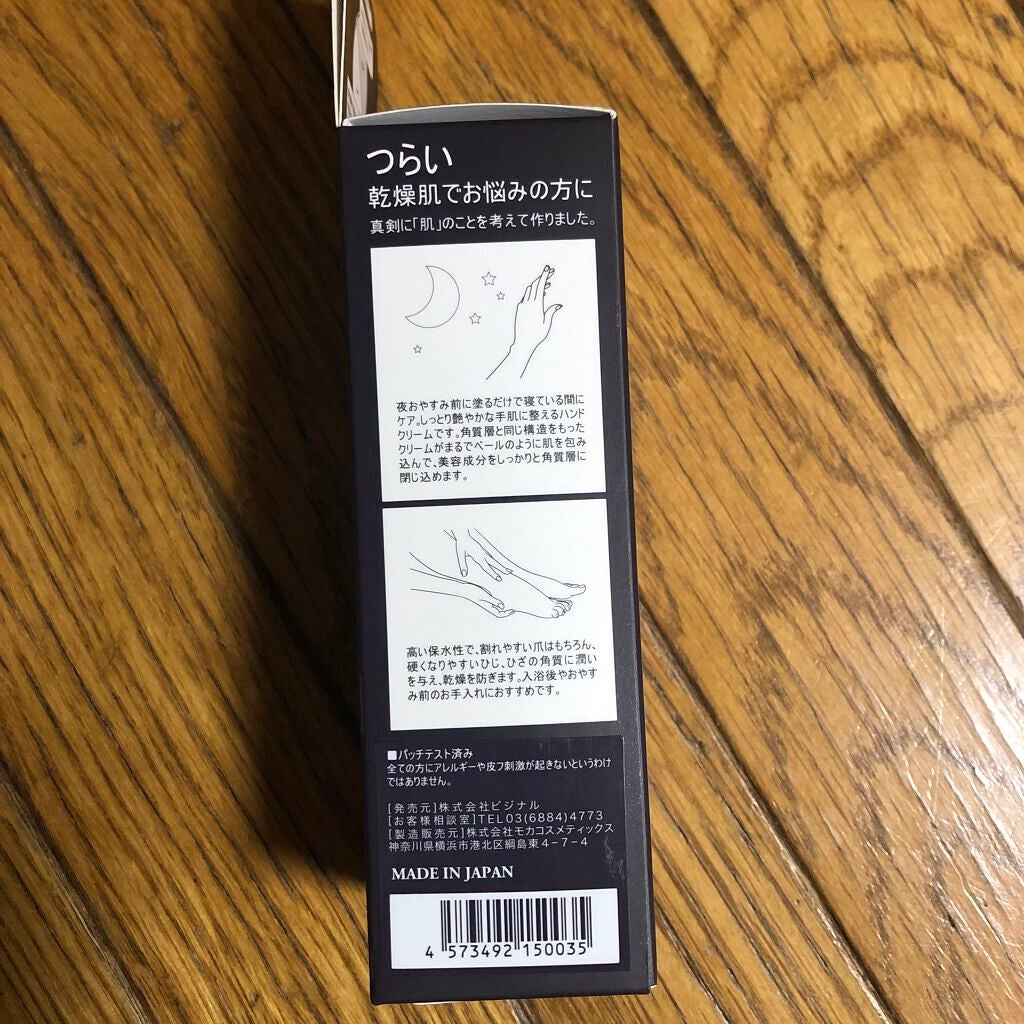 つらい
乾燥肌でお悩みの方に
真剣に「肌」のことを考えて作りました。
夜おやすみ前に塗るだけで寝ている間に
ケア。しっとり艶やかな手肌に整えるハンド
クリームです。角質層と同じ構造をもった
クリームがまるでベールのように肌を包み
込んで、美容成分をしっかりと角質層に
閉じ込めます。
高い保水性で、割れやすい爪はもちろん、
硬くなりやすいひじ、ひざの角質に潤い
を与え、乾燥を防ぎます。入浴後やおやす
み前のお手入れにおすすめです。
■パッチテスト済み
全ての方にアレルギーや皮フ刺激が起きないというわけ
ではありません。
[発売元]株式会社ビジナル
[お客様相談室]TEL03(6884)4773
[製造販売元]株式会社モカコスメティックス
神奈川県横浜市港北区綱島東4-7-4
MADE IN JAPAN
4 573492 150035